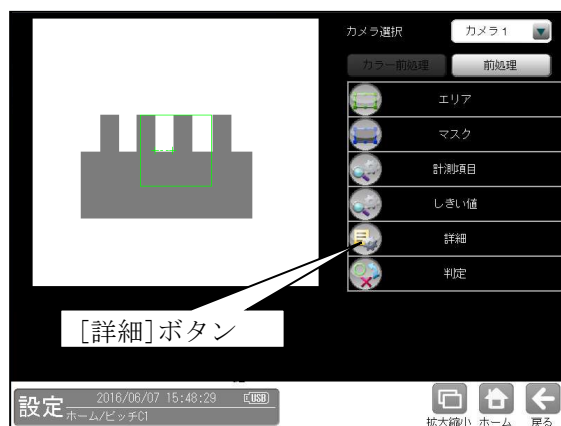 カメラ選択 カメラ1
カラー前処理 前処理
エリア
マスク
計測項目
しきい値
詳細
判定
[詳細]ボタン
設定 2016/06/07 15:48:29 USB
ホーム/ピッチC1
拡大縮小 ホーム 戻る